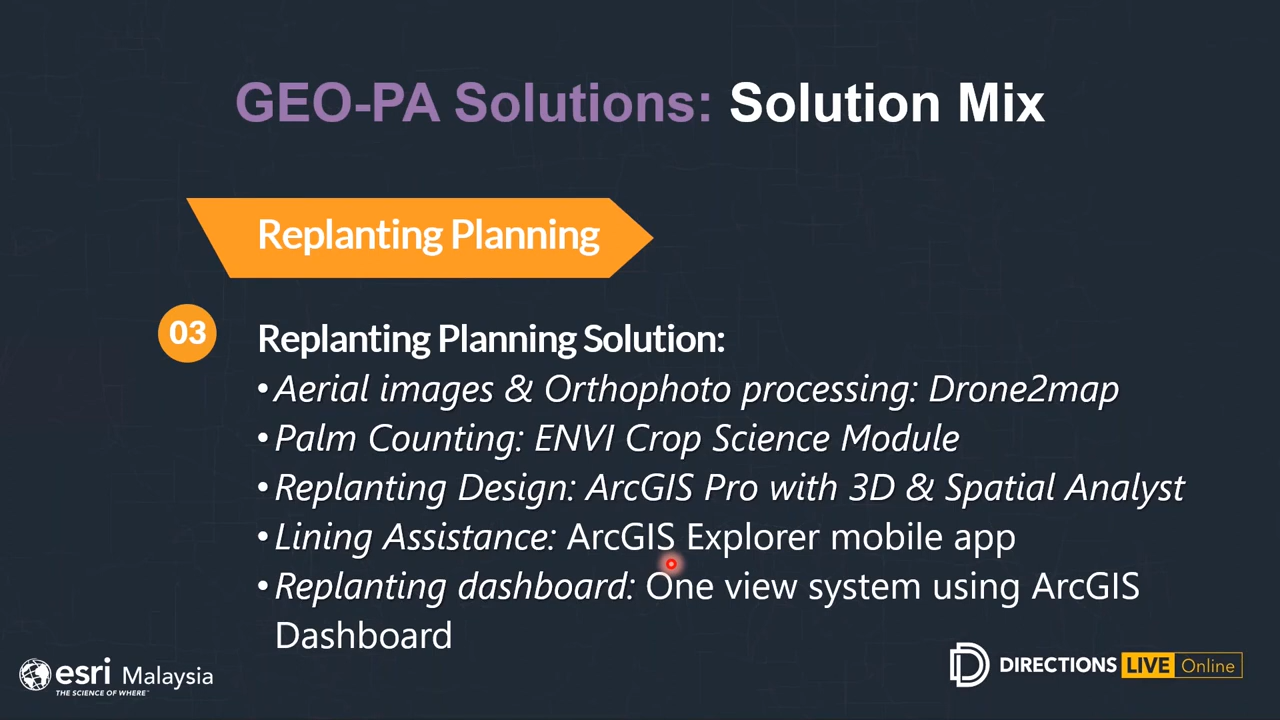 GEO-PA Solutions: Solution Mix
Replanting Planning
03
Replanting Planning Solution:
•Aerial images & Orthophoto processing: Drone2map
•Palm Counting: ENVI Crop Science Module
•Replanting Design: ArcGIS Pro with 3D & Spatial Analyst
•Lining Assistance: ArcGIS Explorer mobile app
•Replanting dashboard: One view system using ArcGIS
Dashboard
esri Malaysia
THE SCIENCE OF WHERE™
DIRECTIONS LIVE Online